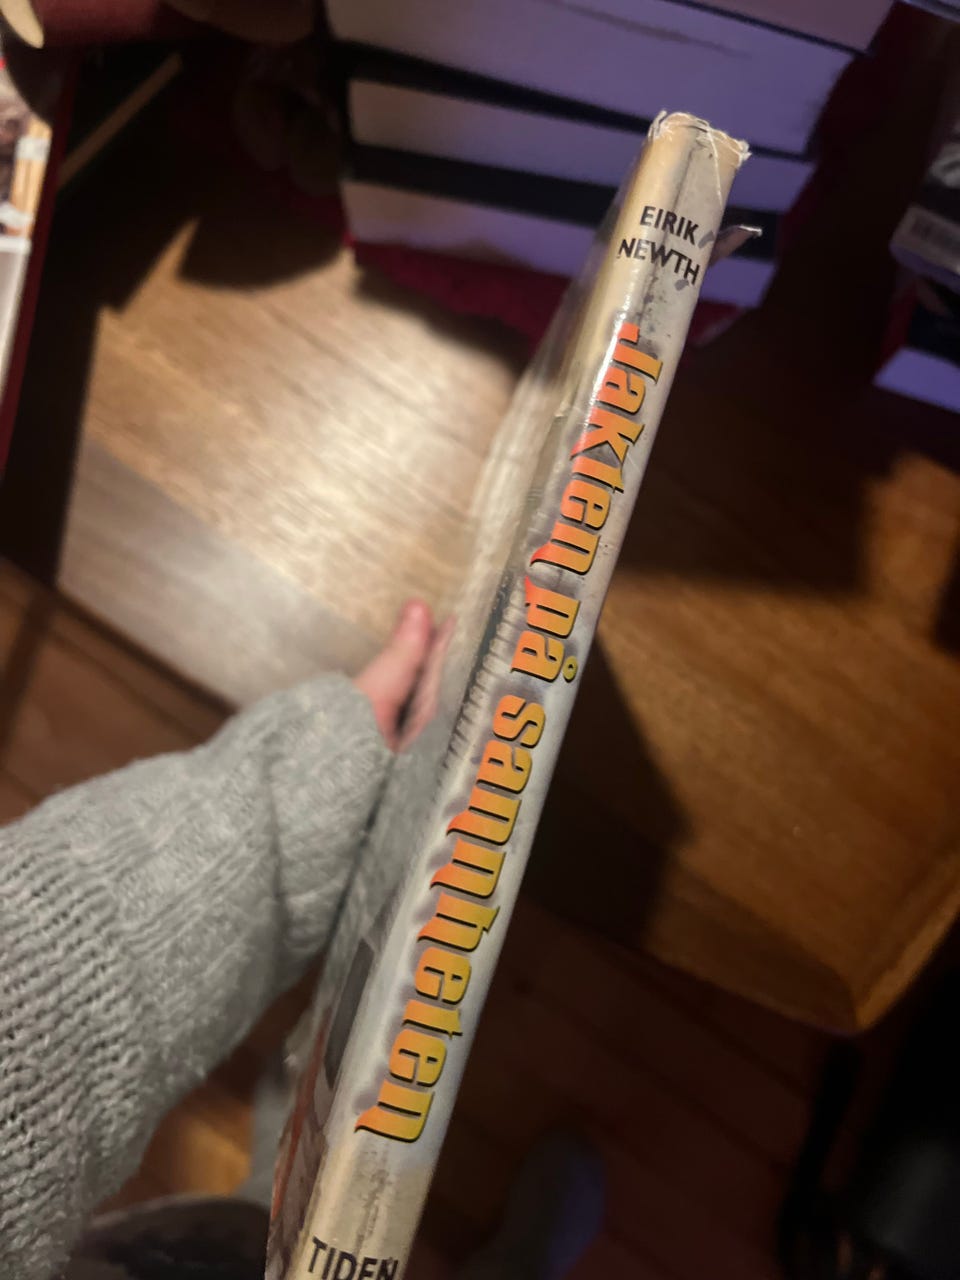 EIRIK
NEWTH
Jakten på sannheten
TIDEN